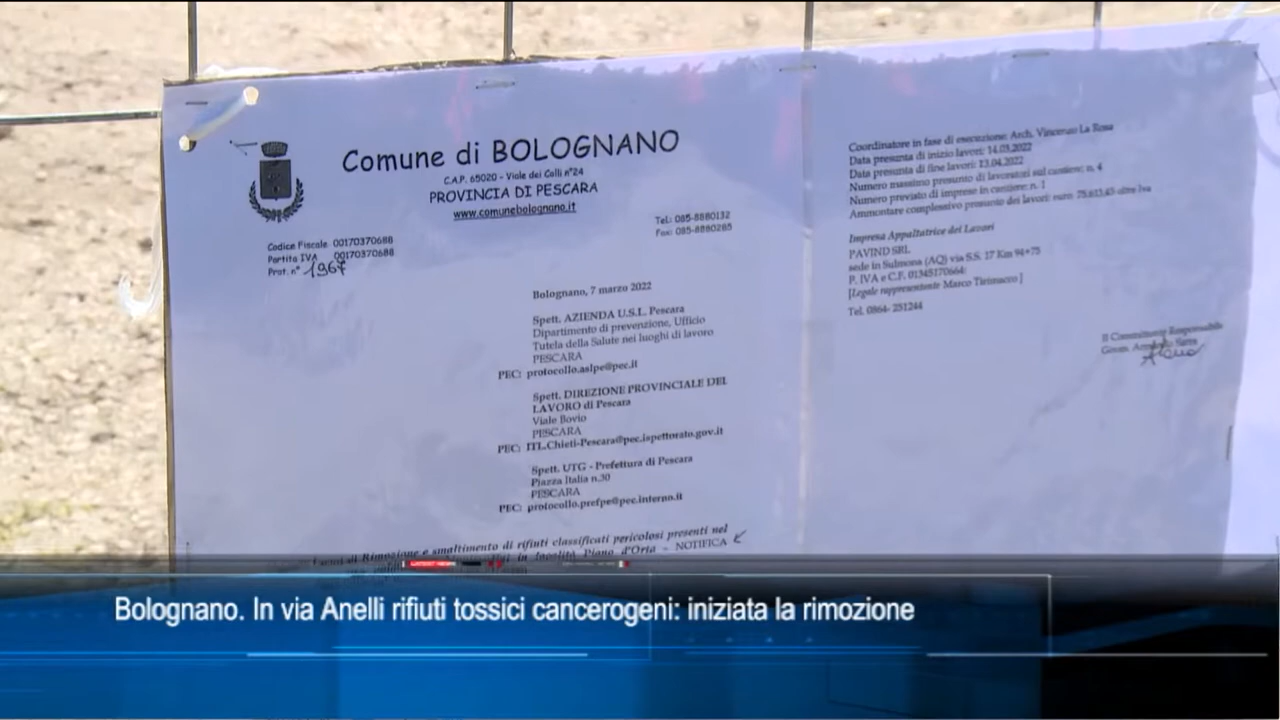 Comune di BOLOGNANO
C.A.P. 65020 - Viale dei Colli n°24
PROVINCIA DI PESCARA
www.comunebolognano.it
Tel: 085-8880132
Fax: 085-8880285
Codice Fiscale 00170370688
Partita IVA 00170370688
Prot. n° 1967
Bolognano, 7 marzo 2022
Spett. AZIENDA U.S.L. Pescara
Dipartimento di prevenzione, Ufficio
Tutela della Salute nei luoghi di lavoro
PESCARA
PEC: protocollo.aslpe@pec.it
Spett. DIREZIONE PROVINCIALE DEL
LAVORO di Pescara
Viale Bovio
PESCARA
PEC: ITL.Chieti-Pescara@pec.ispettorato.gov.it
Spett. UTG - Prefettura di Pescara
Piazza Italia n.30
PESCARA
PEC: protocollo.prefpe@pec.interno.it
di Rimozione e smaltimento di rifiuti classificati pericolosi presenti nel
in località Piano d'Orta - NOTIFICA
Coordinatore in fase di esecuzione: Arch. Vincenzo La Rosa
Data presunta di inizio lavori: 14.03.2022
Data presunta di fine lavori: 13.04.2022
Numero massimo presunto di lavoratori sul cantiere: n. 4
Numero previsto di imprese in cantiere: n. 1
Ammontare complessivo presunto dei lavori: euro 75.613,45 oltre Iva
Impresa Appaltatrice dei Lavori
PAVIND SRL
sede in Sulmona (AQ) via S.S. 17 Km 94+75
P. IVA e C.F. 01345170664:
[Legale rappresentante Marco Tirimacco]
Tel. 0864- 251244
Il Committente Responsabile
Geom.
LATEST NEWS
Bolognano. In via Anelli rifiuti tossici cancerogeni: iniziata la rimozione